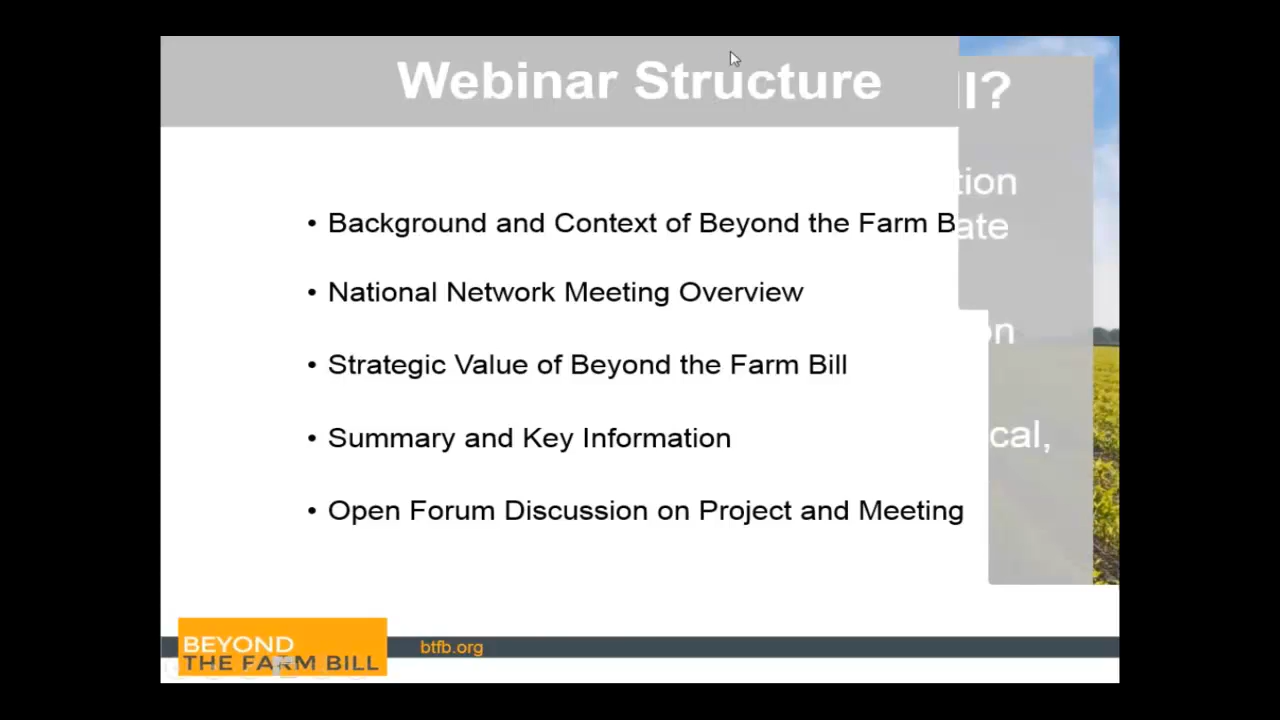 Webinar Structure
ll?
tion
• Background and Context of Beyond the Farm B
ate
• National Network Meeting Overview
on
• Strategic Value of Beyond the Farm Bill
• Summary and Key Information
cal,
• Open Forum Discussion on Project and Meeting
BEYOND
THE FARM BILL
btfb.org